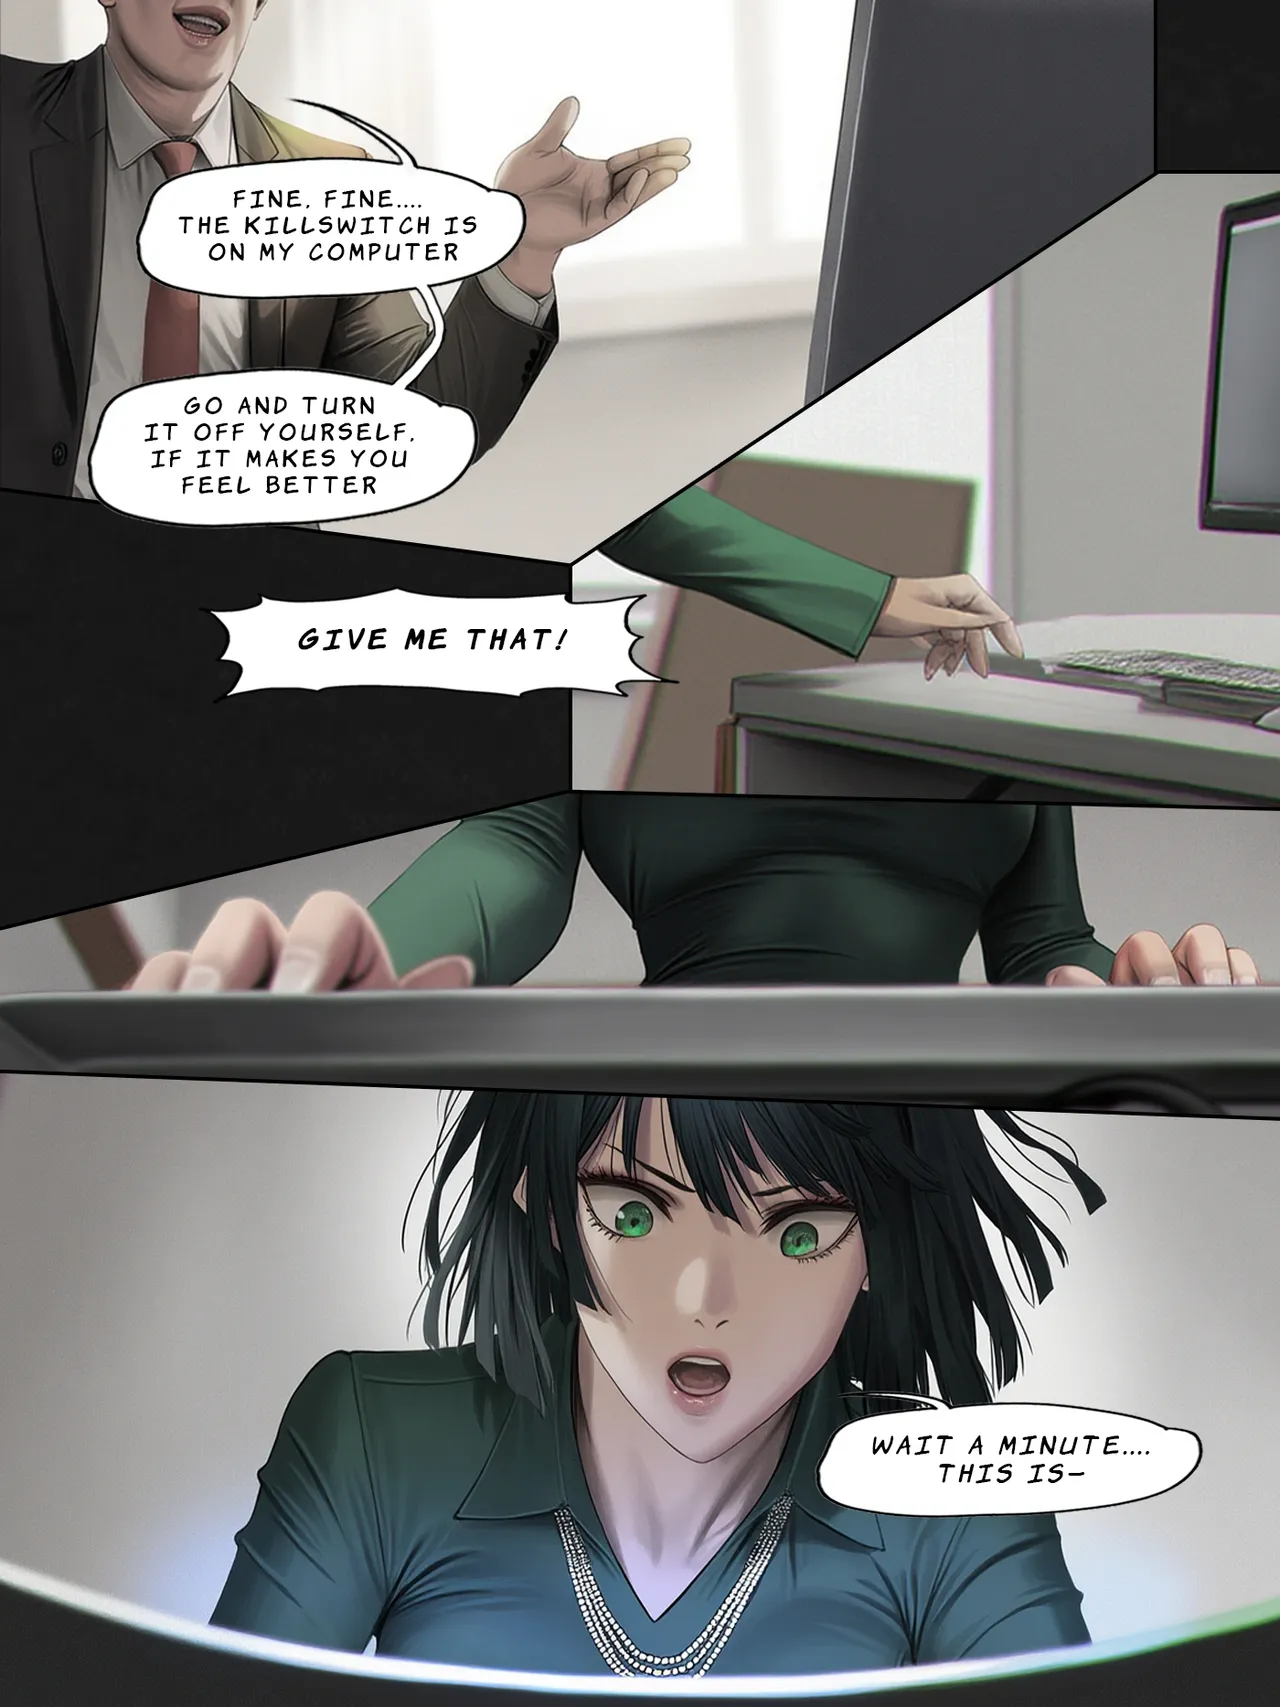 FINE, FINE....
THE KILLSWITCH IS
ON MY COMPUTER
GO AND TURN
IT OFF YOURSELF,
IF IT MAKES YOU
FEEL BETTER
GIVE ME THAT!
WAIT A MINUTE....
THIS IS-